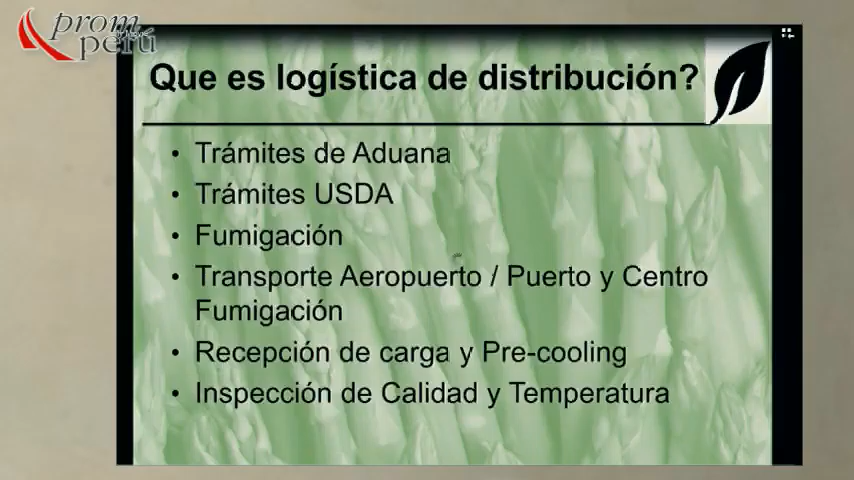 prom
perú
Que es logística de distribución?
• Trámites de Aduana
• Trámites USDA
• Fumigación
• Transporte Aeropuerto / Puerto y Centro
Fumigación
• Recepción de carga y Pre-cooling
• Inspección de Calidad y Temperatura